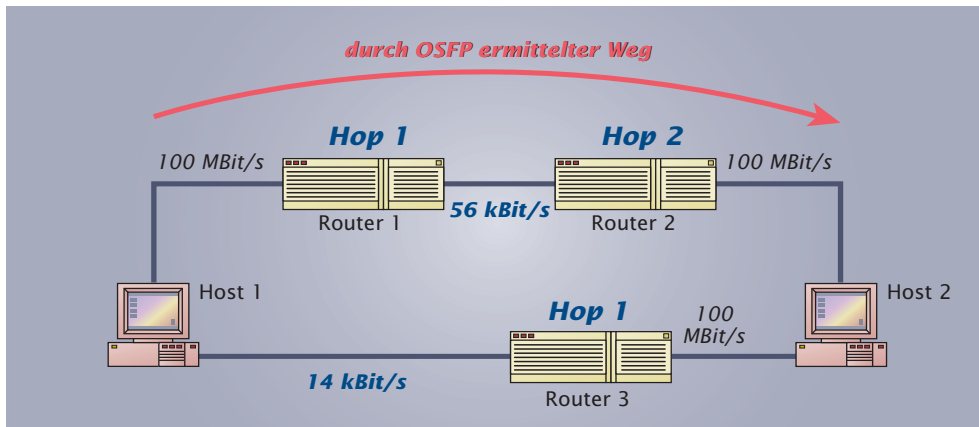 durch OSFP ermittelter Weg
Hop 1
Hop 2
100 MBit/s
100 MBit/s
56 kBit/s
Router 1
Router 2
Host 1
Host 2
Hop 1
100
MBit/s
14 kBit/s
Router 3